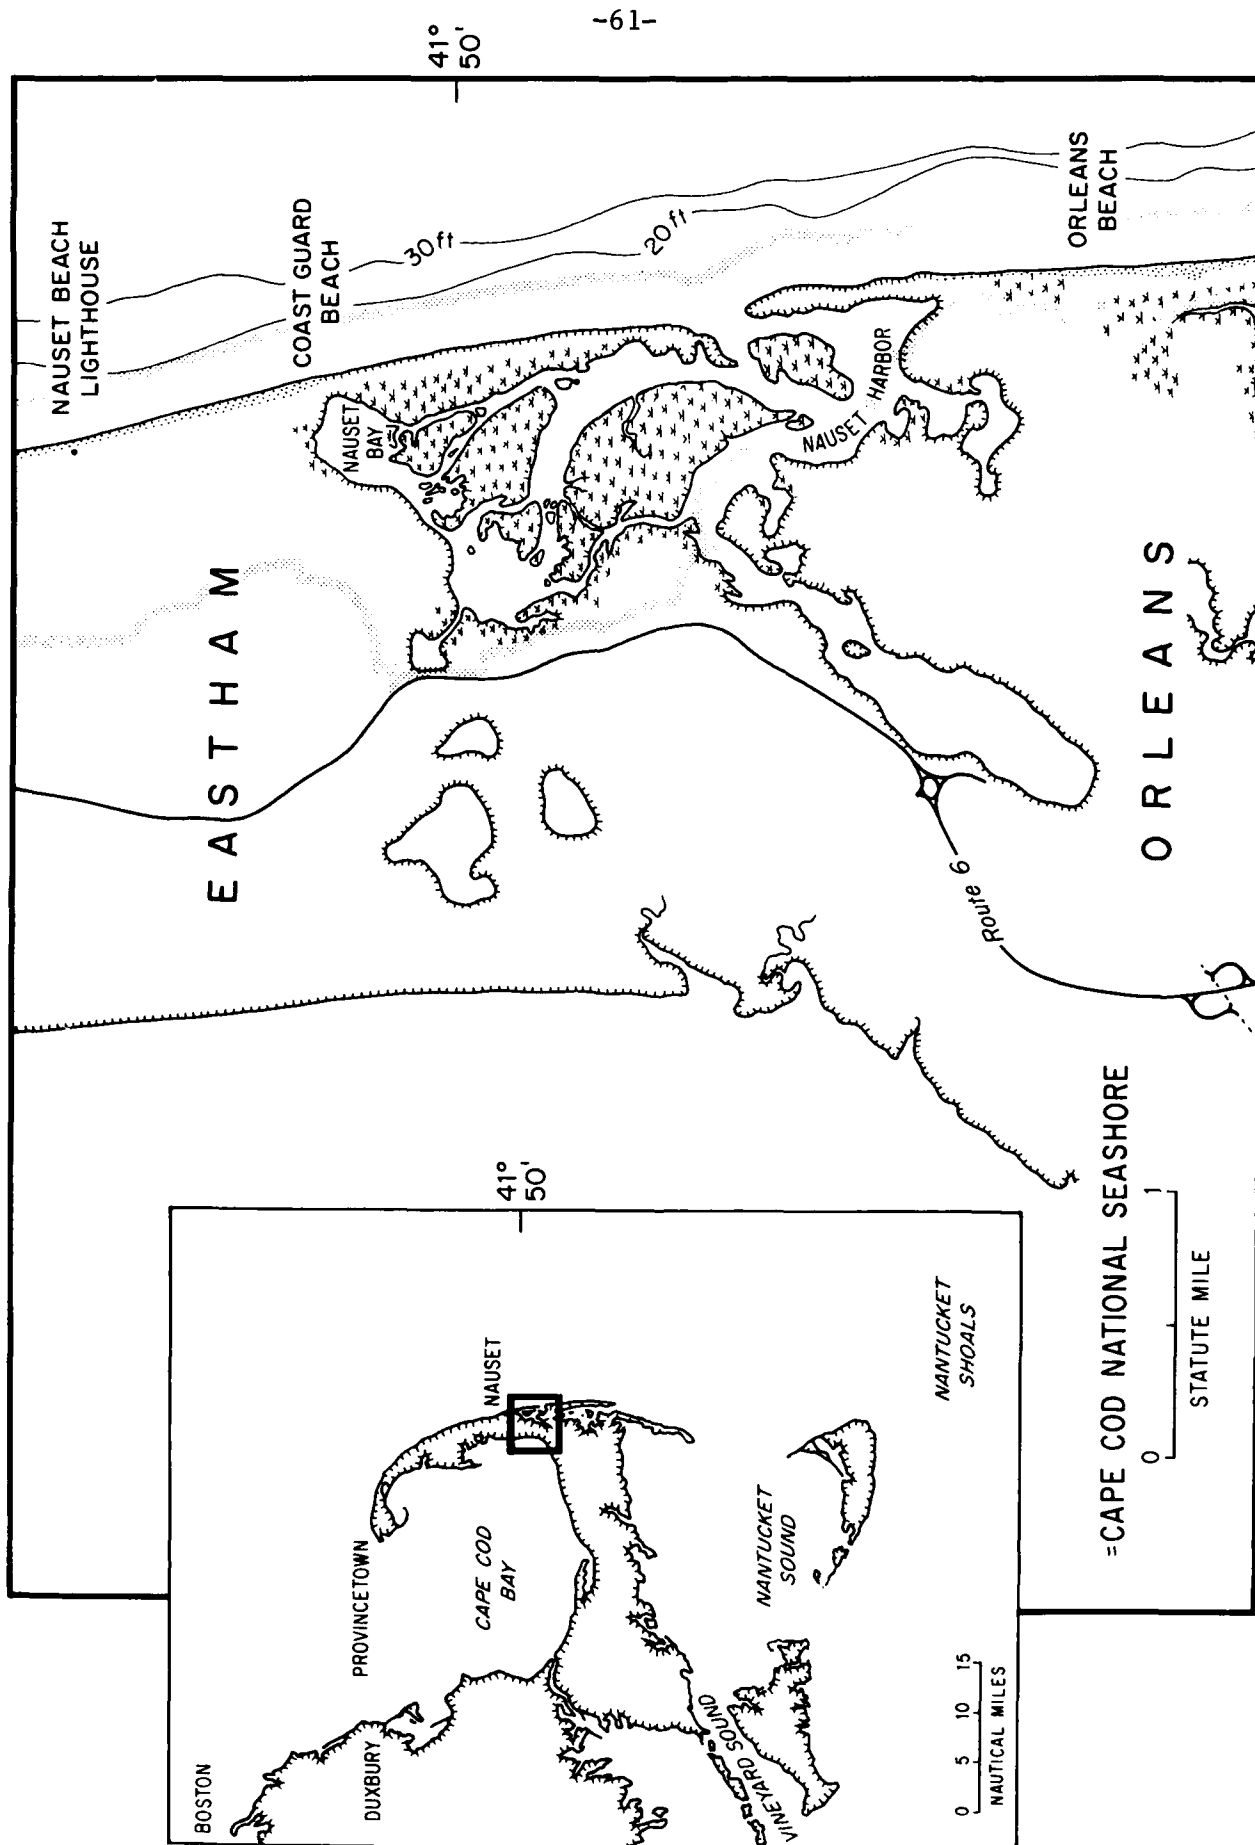 -61-
41°
50'
NAUSET BEACH
LIGHTHOUSE
COAST GUARD
BEACH
30ft
20ft
ORLEANS
BEACH
NAUSET
BAY
NAUSET HARBOR
EASTHAM
ORLEANS
Route 6
=CAPE COD NATIONAL SEASHORE
0 1
STATUTE MILE
41°
50'
BOSTON
DUXBURY
PROVINCETOWN
CAPE COD
BAY
NAUSET
NANTUCKET
SOUND
NANTUCKET
SHOALS
VINEYARD SOUND
0 5 10 15
NAUTICAL MILES